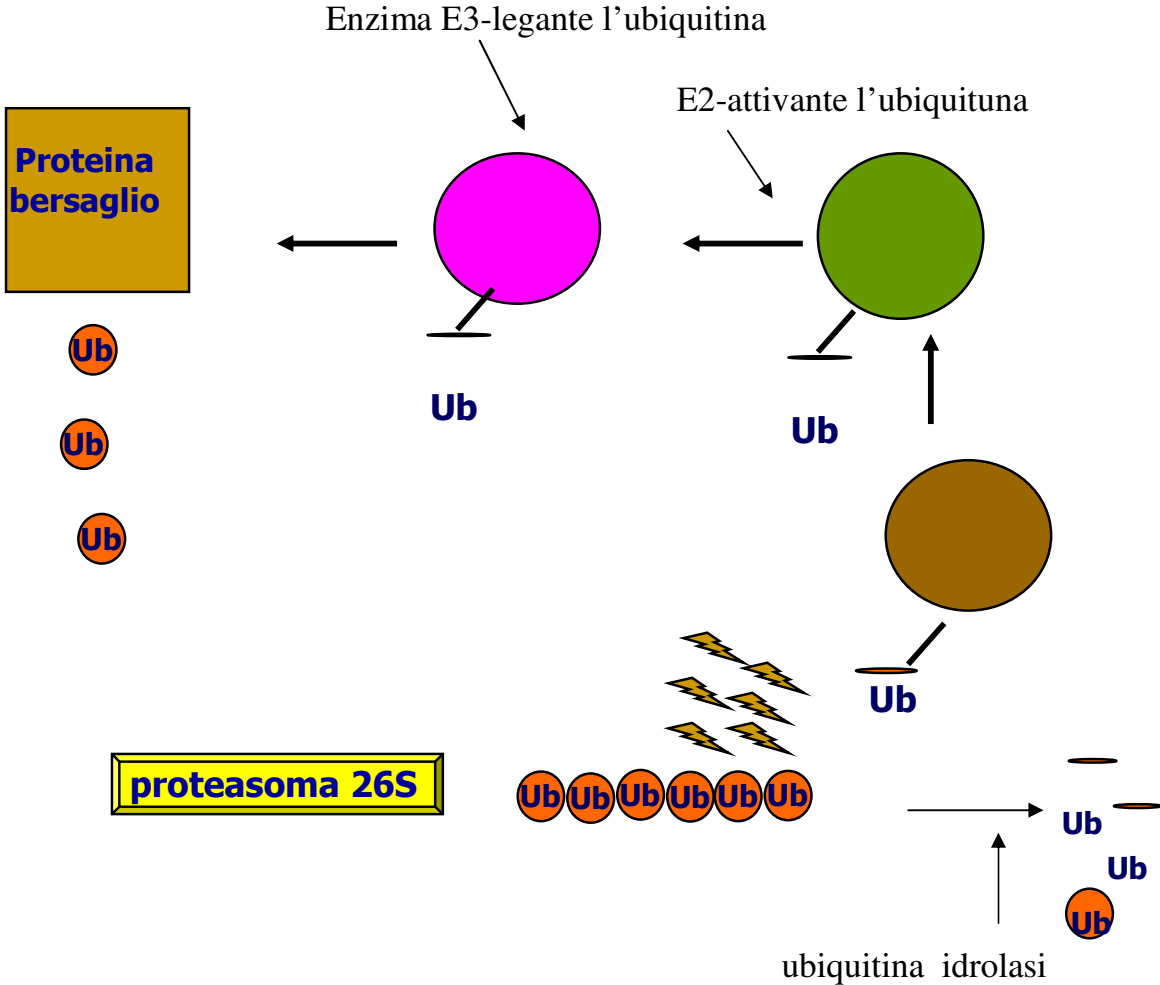 Enzima E3-legante l’ubiquitina
E2-attivante l’ubiquituna
Proteina
bersaglio
Ub
Ub
Ub
Ub
Ub
Ub
proteasoma 26S
Ub Ub Ub Ub Ub Ub
Ub
Ub
Ub
ubiquitina idrolasi